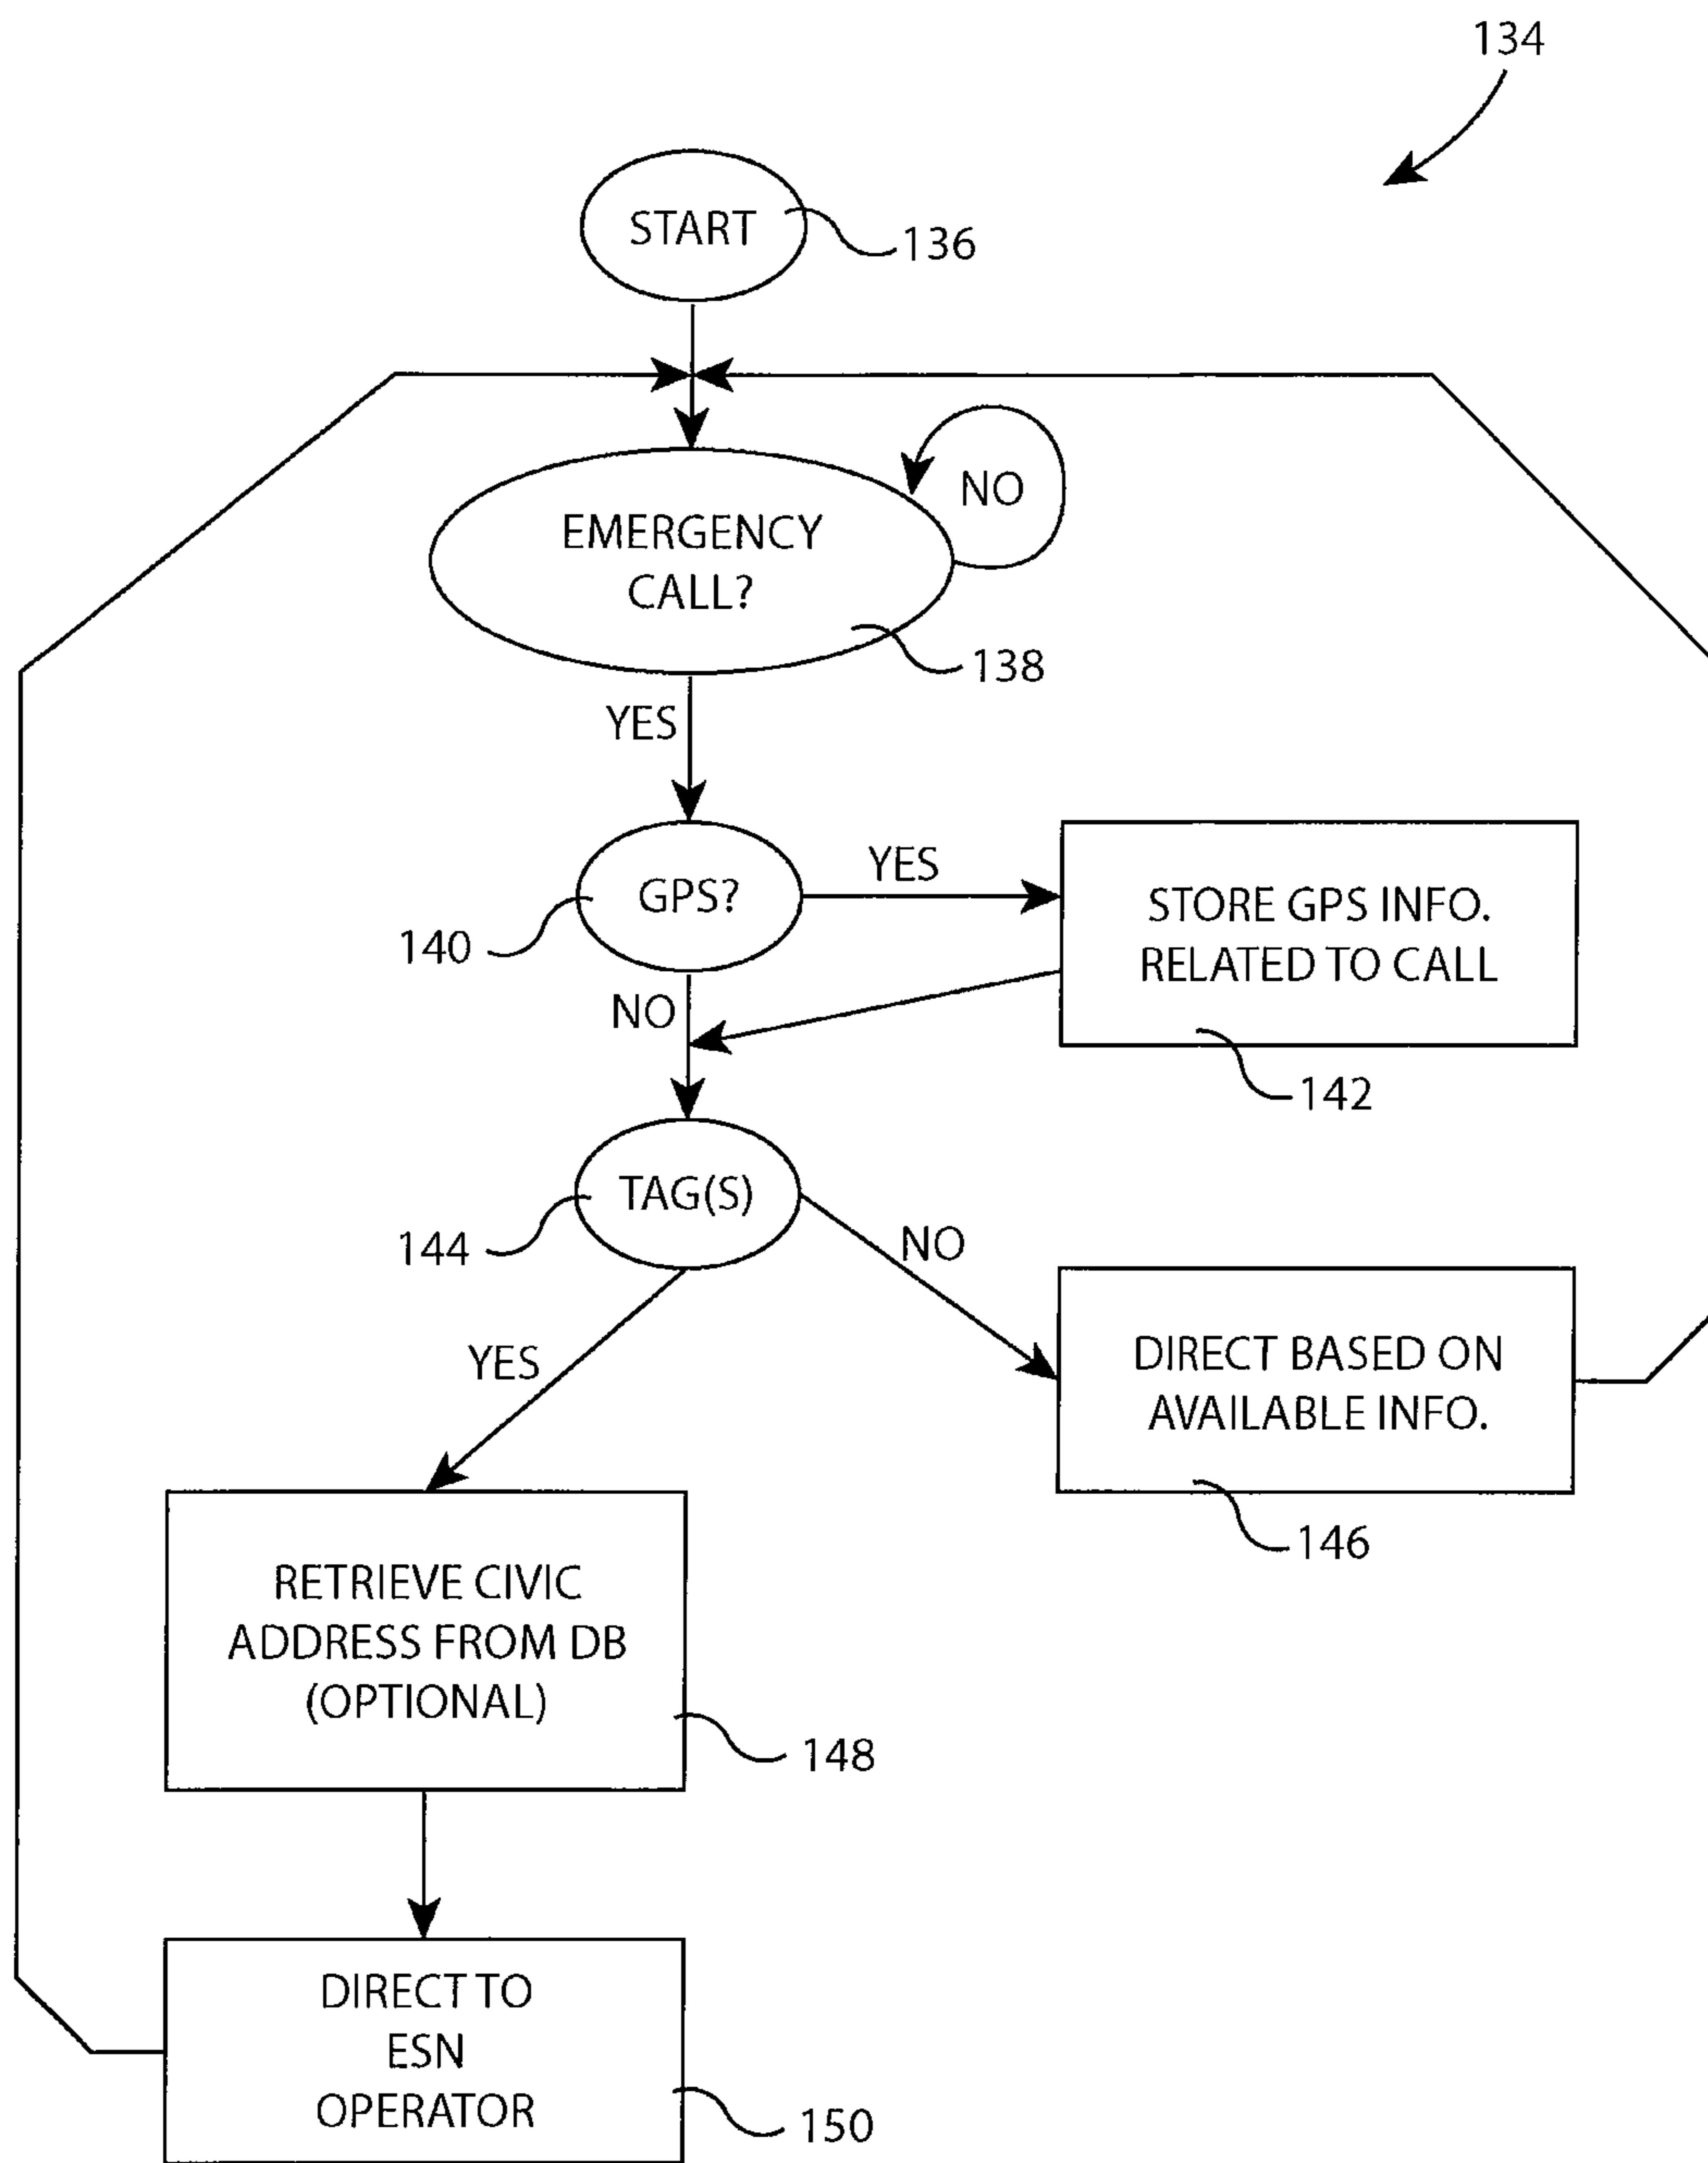 134
START
136
NO
EMERGENCY
CALL?
138
YES
GPS?
140
YES
STORE GPS INFO.
RELATED TO CALL
142
NO
TAG(S)
144
NO
YES
DIRECT BASED ON
AVAILABLE INFO.
146
RETRIEVE CIVIC
ADDRESS FROM DB
(OPTIONAL)
148
DIRECT TO
ESN
OPERATOR
150